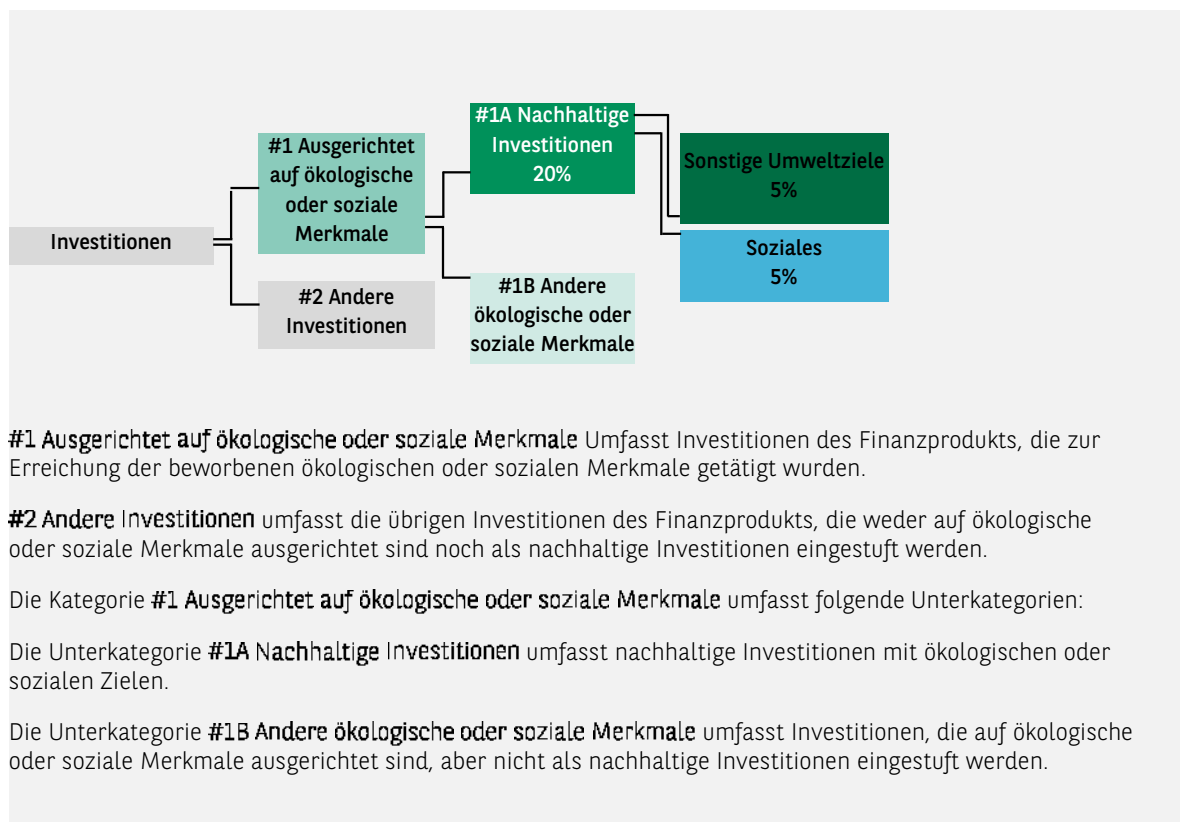 Investitionen
#1 Ausgerichtet
auf ökologische
oder soziale
Merkmale
#2 Andere
Investitionen
#1A Nachhaltige
Investitionen
20%
#1B Andere
ökologische oder
soziale Merkmale
Sonstige Umweltziele
5%
Soziales
5%
#1 Ausgerichtet auf ökologische oder soziale Merkmale Umfasst Investitionen des Finanzprodukts, die zur
Erreichung der beworbenen ökologischen oder sozialen Merkmale getätigt wurden.
#2 Andere Investitionen umfasst die übrigen Investitionen des Finanzprodukts, die weder auf ökologische
oder soziale Merkmale ausgerichtet sind noch als nachhaltige Investitionen eingestuft werden.
Die Kategorie #1 Ausgerichtet auf ökologische oder soziale Merkmale umfasst folgende Unterkategorien:
Die Unterkategorie #1A Nachhaltige Investitionen umfasst nachhaltige Investitionen mit ökologischen oder
sozialen Zielen.
Die Unterkategorie #1B Andere ökologische oder soziale Merkmale umfasst Investitionen, die auf ökologische
oder soziale Merkmale ausgerichtet sind, aber nicht als nachhaltige Investitionen eingestuft werden.